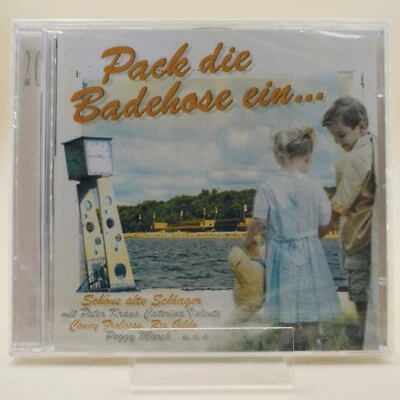 Pack die
Badehose ein...
Schöne alte Schlager
mit Peter Kraus, Caterina Valente
Conny Froboess, Rex Gildo
Peggy March u.v.a.